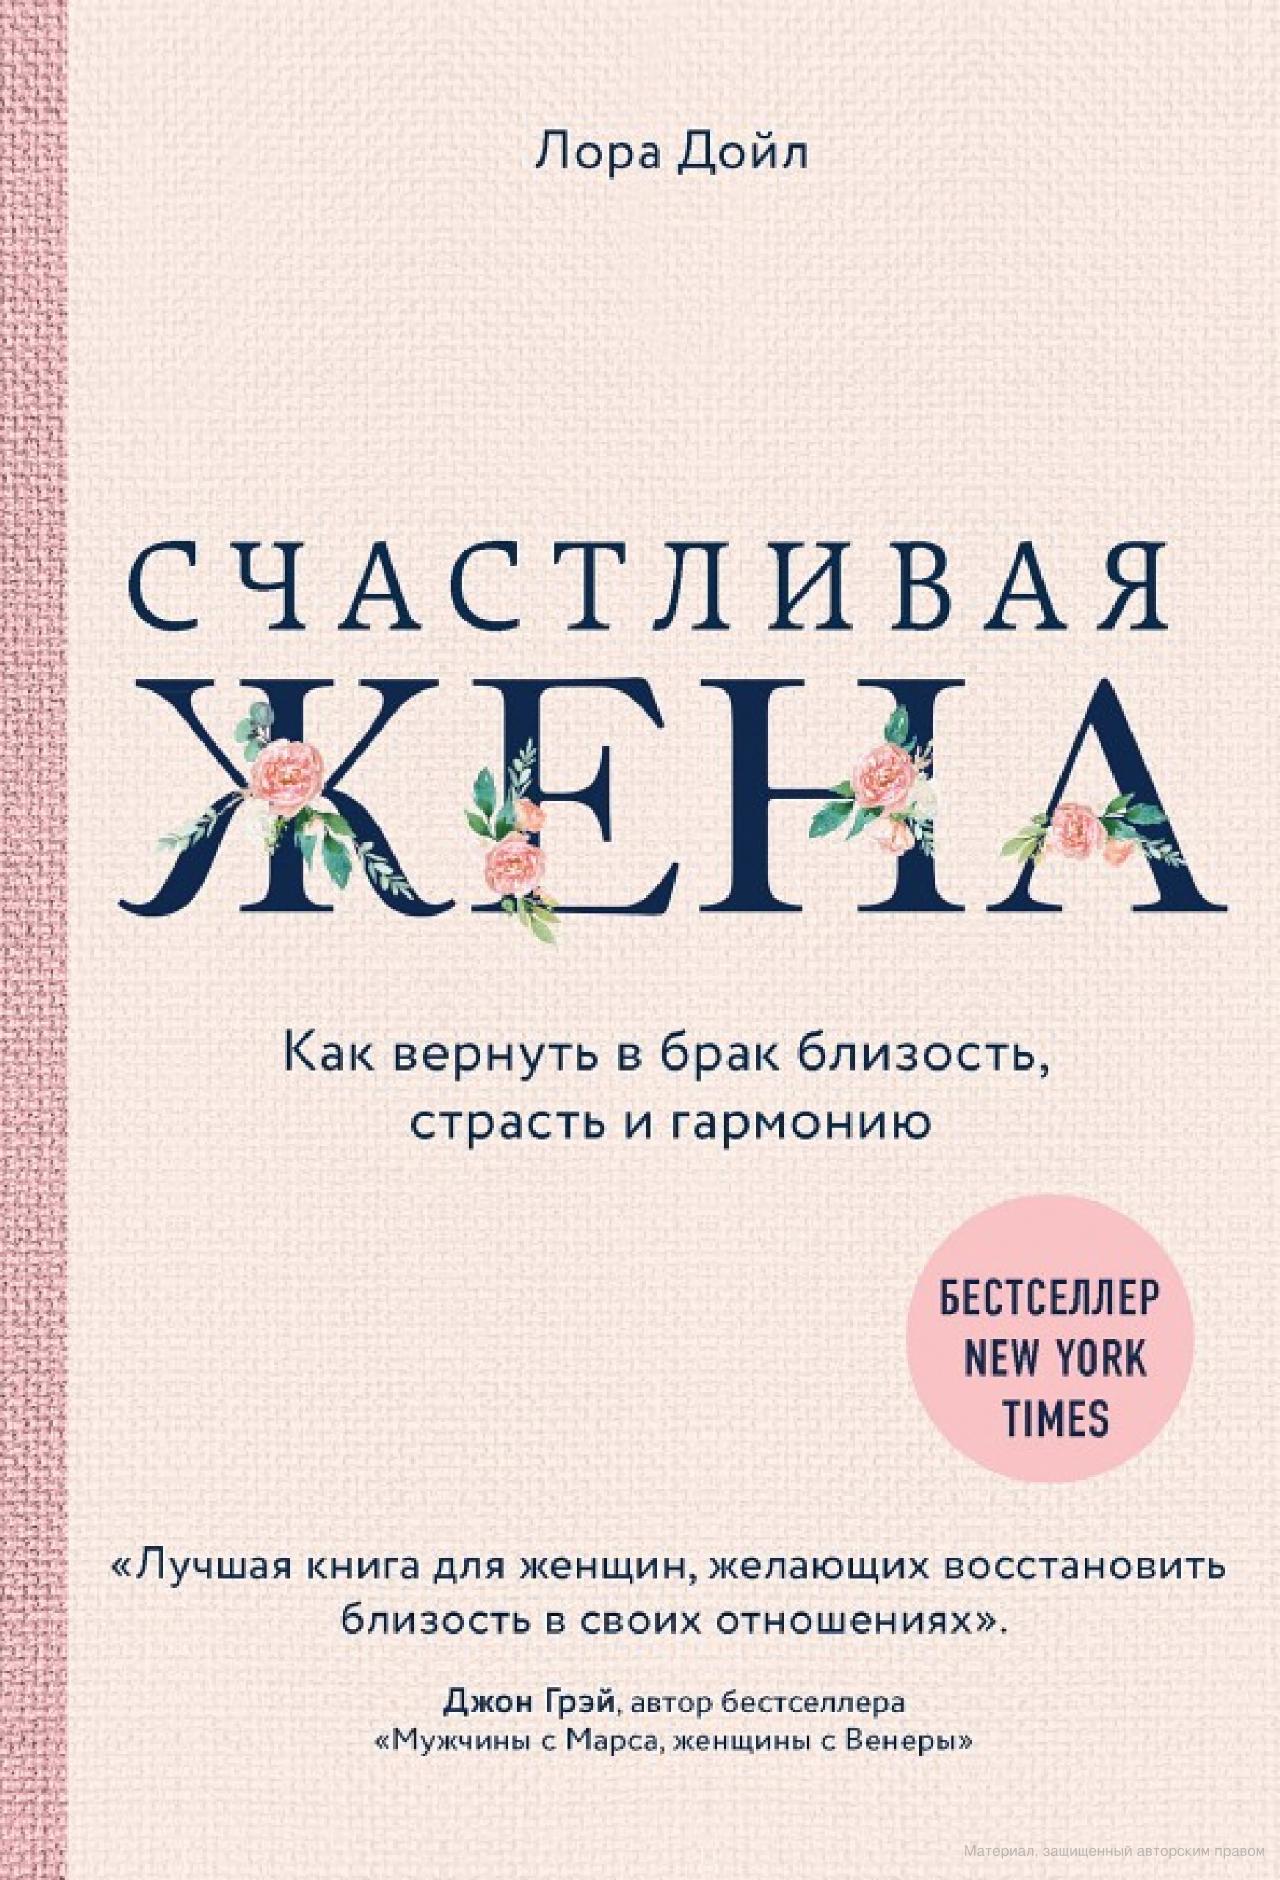 Лора Дойл
СЧАСТЛИВАЯ
ЖЕНА
Как вернуть в брак близость,
страсть и гармонию
БЕСТСЕЛЛЕР
NEW YORK
TIMES
«Лучшая книга для женщин, желающих восстановить
близость в своих отношениях».
Джон Грэй, автор бестселлера
«Мужчины с Марса, женщины с Венеры»
Материал, защищенный авторским правом